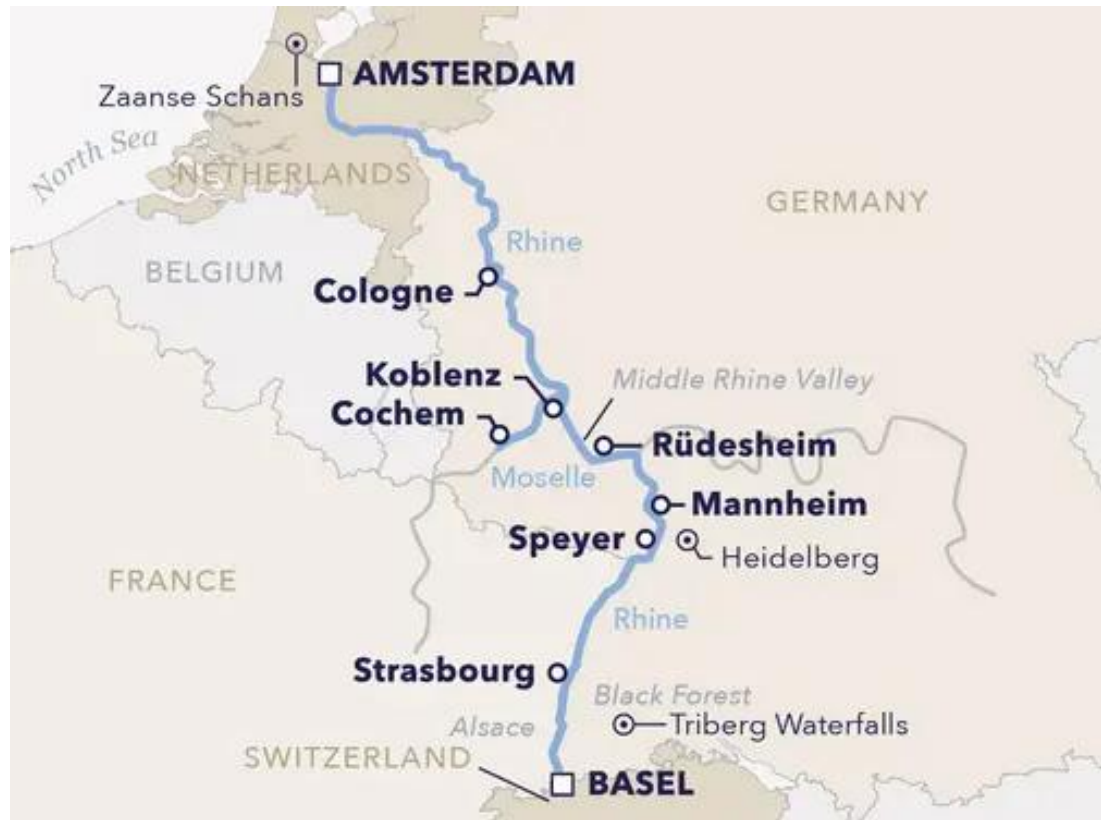 AMSTERDAM
Zaanse Schans
North Sea
NETHERLANDS
GERMANY
Rhine
BELGIUM
Cologne
Koblenz
Middle Rhine Valley
Cochem
Rüdesheim
Moselle
Mannheim
Speyer
Heidelberg
FRANCE
Rhine
Strasbourg
Black Forest
Alsace
Triberg Waterfalls
SWITZERLAND
BASEL